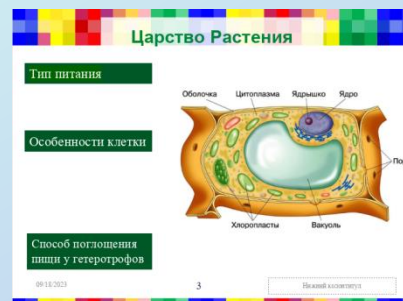 Царство Растения
Тип питания
Оболочка Цитоплазма Ядрышко Ядро
Особенности клетки
Хлоропласты Вакуоль
Способ поглощения
пищи у гетеротрофов
09/11/2023
3
Нижний колонтитул